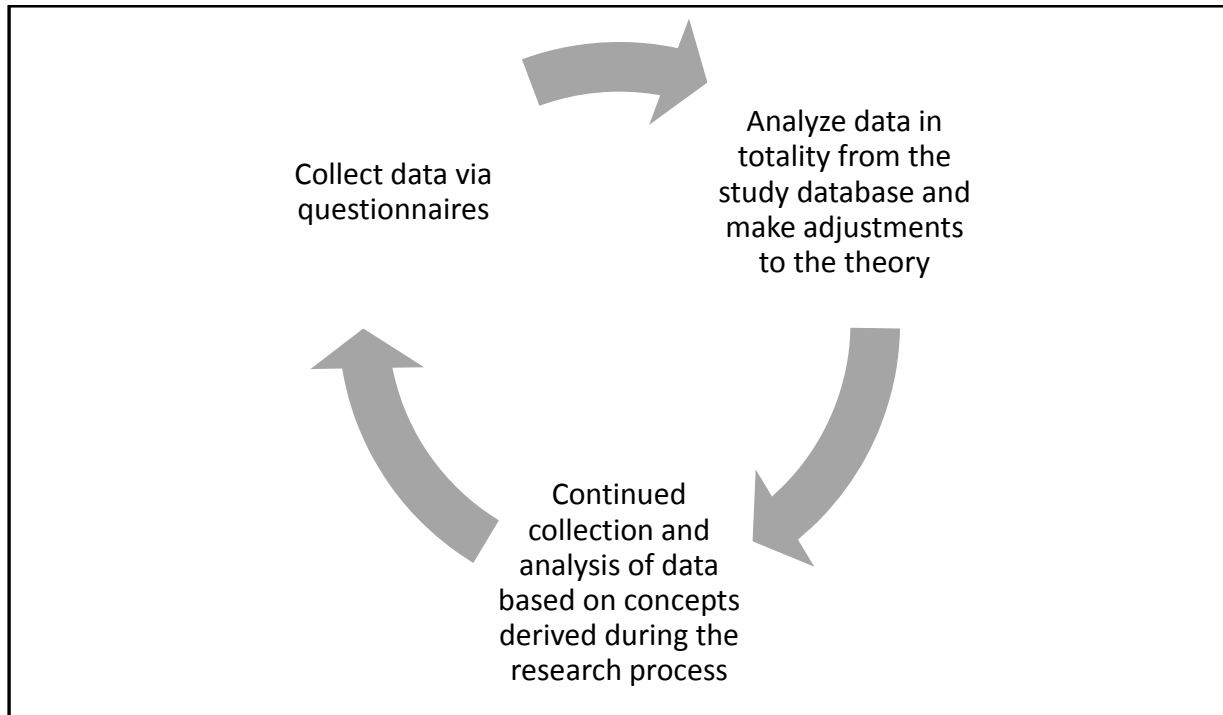 Collect data via
questionnaires
Analyze data in
totality from the
study database and
make adjustments
to the theory
Continued
collection and
analysis of data
based on concepts
derived during the
research process